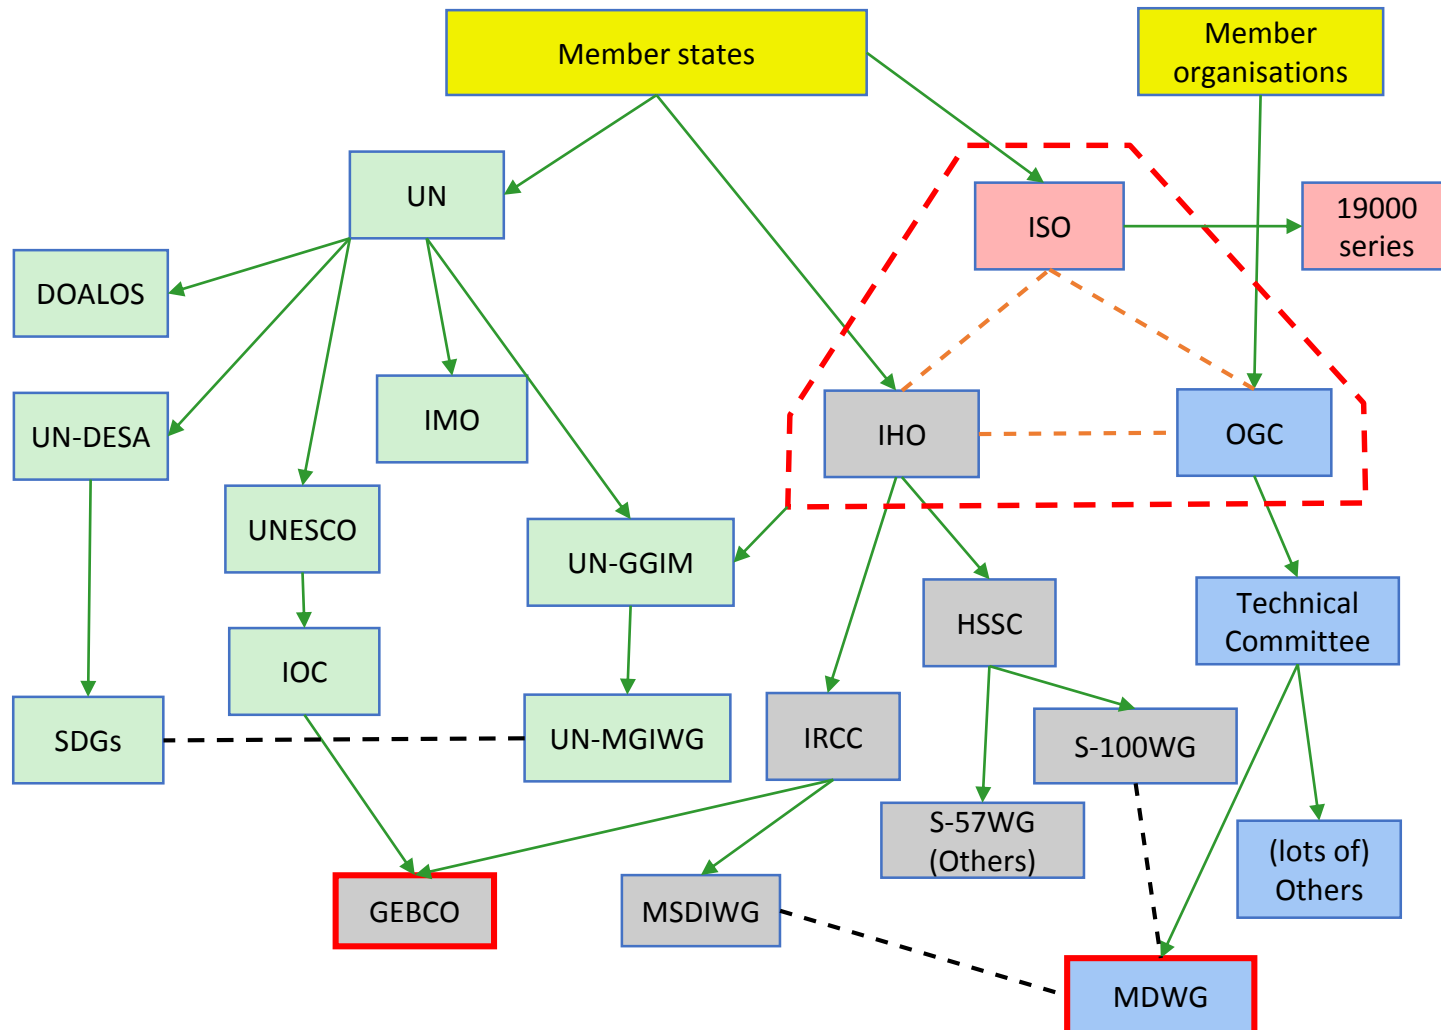 Member states
Member
organisations
UN
ISO
19000
series
DOALOS
IMO
UN-DESA
IHO
OGC
UNESCO
UN-GGIM
HSSC
Technical
Committee
IOC
SDGs
UN-MGIWG
IRCC
S-100WG
S-57WG
(Others)
(lots of)
Others
GEBCO
MSDIWG
MDWG